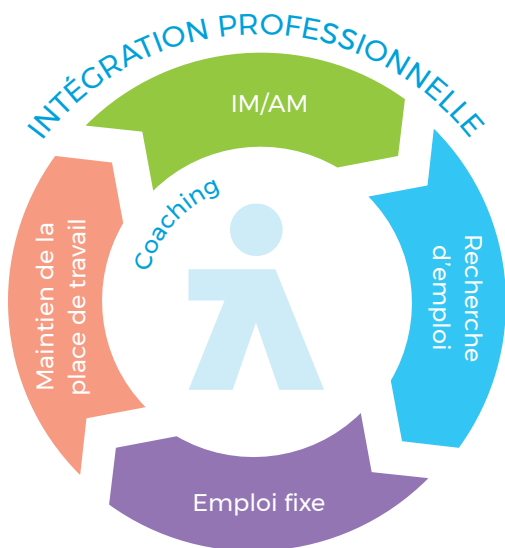 INTÉGRATION PROFESSIONNELLE
IM/AM
Coaching
Recherche
d'emploi
Emploi fixe
Maintien de la
place de travail